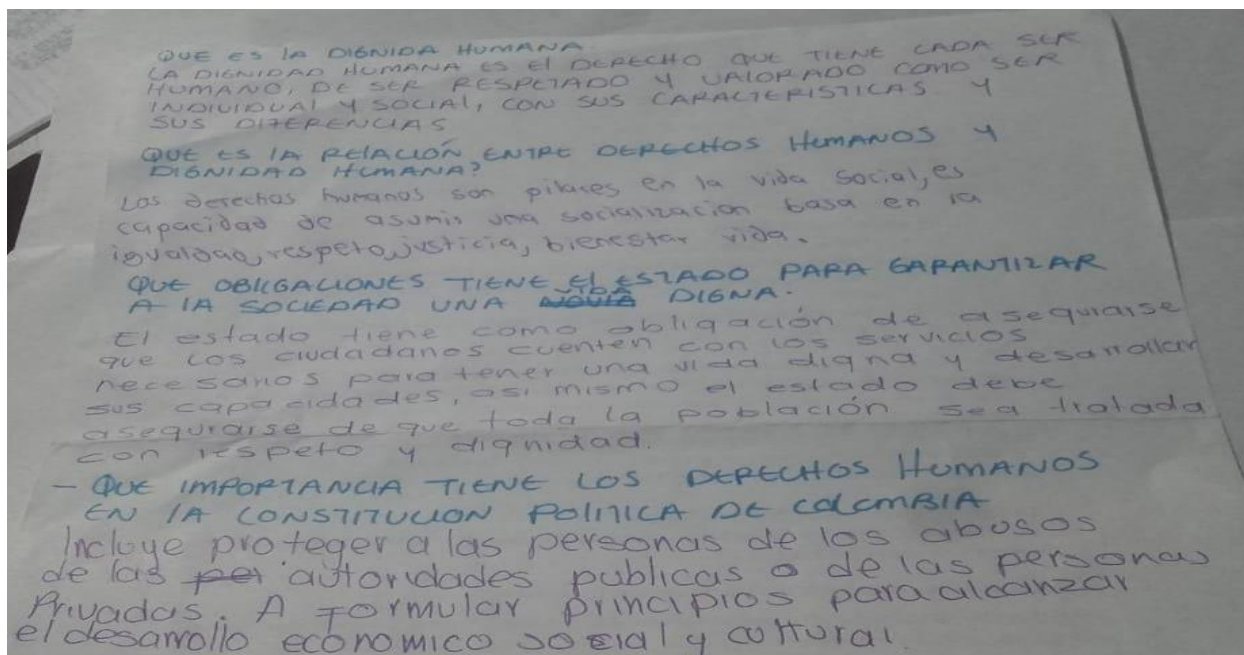 QUE ES lA DIGNIDA HUMANA.
LA DIGNIDAD HUMANA ES El DERECHO QUE TIENE CADA SER
HUMANO, DE SER RESPETADO Y VALORADO COMO SER
INDIVIDUAl Y SOCIAl, CON SUS CARACTERISTICAS Y
SUS DIFERENCIAS
QUE ES lA RElACIÓN ENTRE DERECHOS HUMANOS Y
DIGNIDAD HUMANA?
Los derechos humanos son pilares en la vida social, es
capacidad de asumir una socializacion basa en la
igualdad, respeto, justicia, bienestar vida.
QUE OBlIGACIONES TIENE El ESTADO PARA GARANTIZAR
A lA SOCIEDAD UNA VIDA DIGNA.
El estado tiene como obligación de asegurarse
que los ciudadanos cuenten con los servicios
necesarios para tener una vida digna y desarrollar
sus capacidades, asi mismo el estado debe
asegurarse de que toda la población sea tratada
con respeto y dignidad.
- QUE IMPORTANCIA TIENE LOS DERECHOS HUMANOS
EN lA CONSTITUCION POlITICA DE COLOMBIA
Incluye proteger a las personas de los abusos
de las autoridades publicas o de las personas
Privadas. A Formular principios para alcanzar
el desarrollo economico social y cultural.